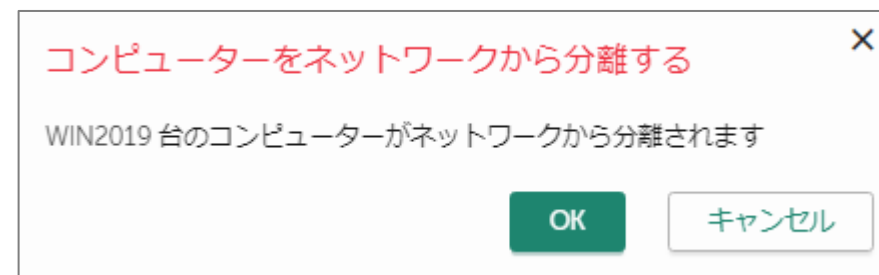 コンピューターをネットワークから分離する
WIN2019 台のコンピューターがネットワークから分離されます
OK キャンセル